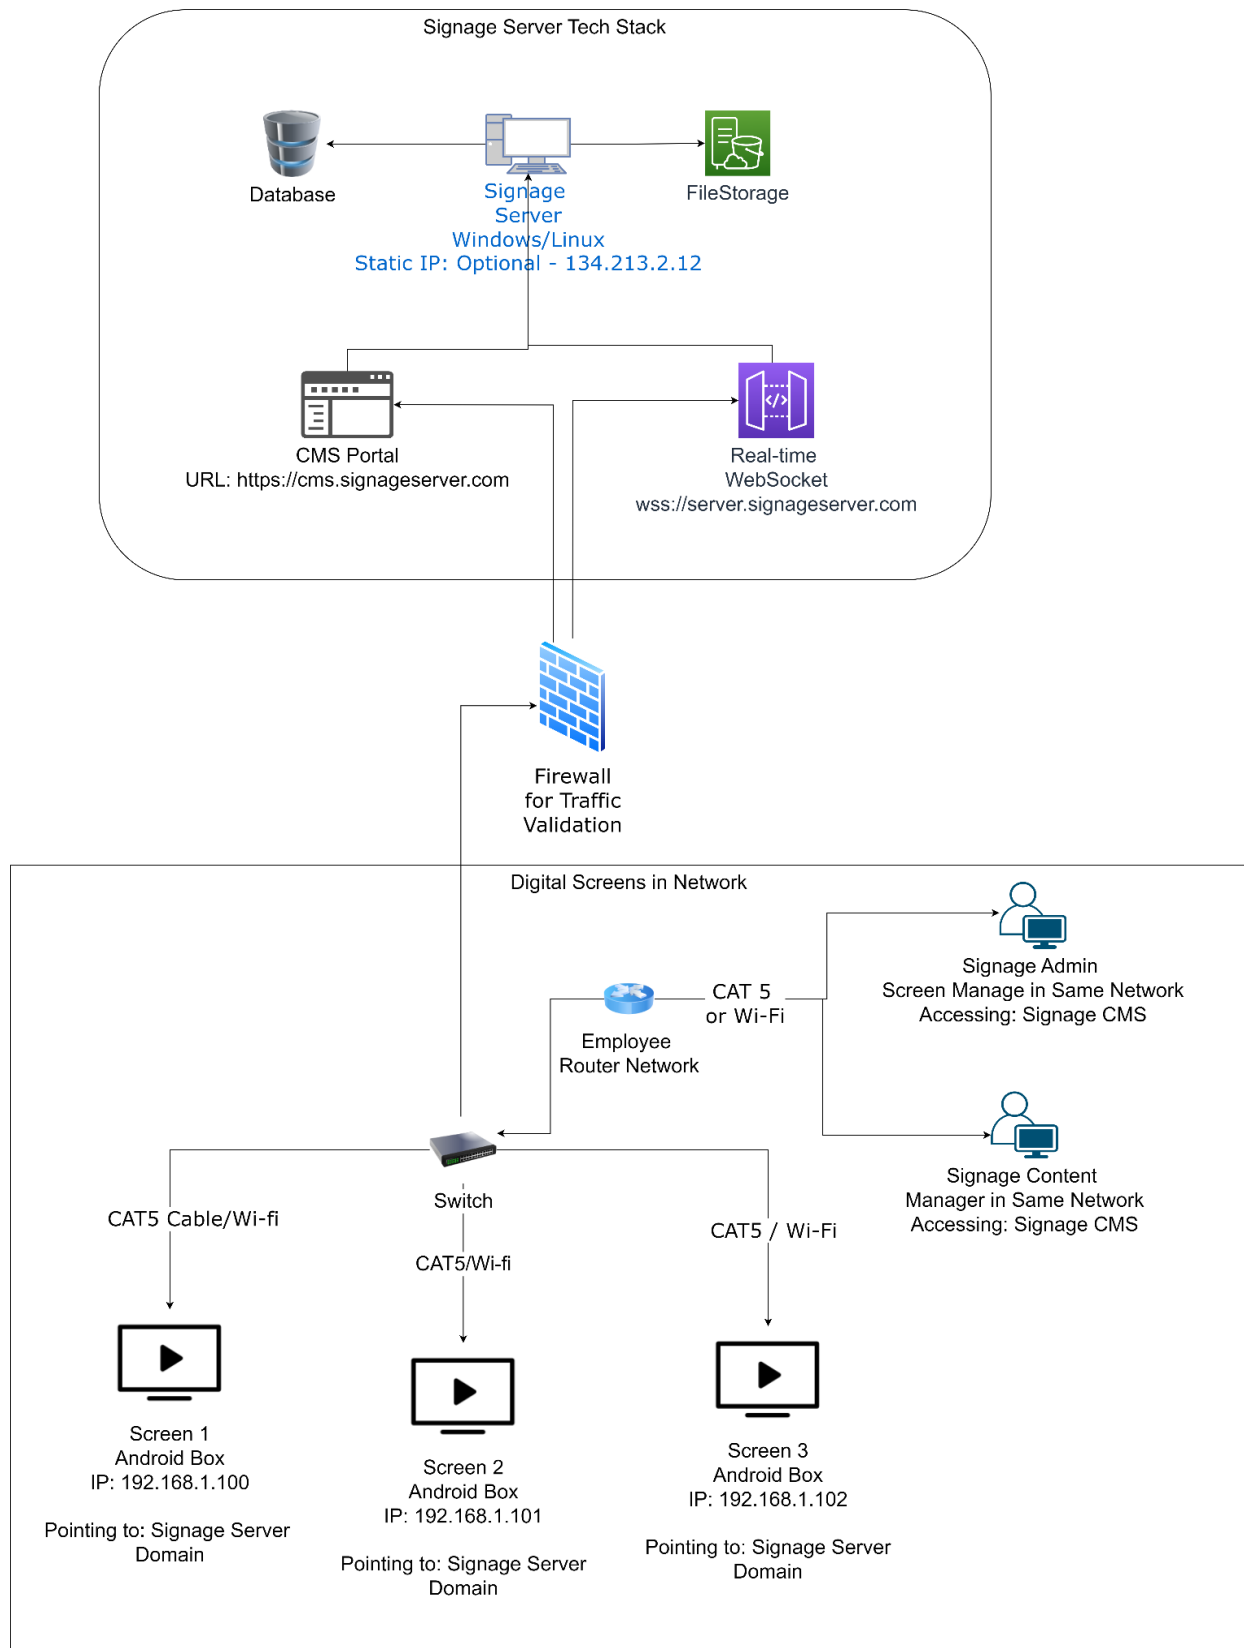 Signage Server Tech Stack
Database
Signage
Server
Windows/Linux
Static IP: Optional - 134.213.2.12
FileStorage
CMS Portal
URL: https://cms.signageserver.com
Real-time
WebSocket
wss://server.signageserver.com
Firewall
for Traffic
Validation
Digital Screens in Network
Signage Admin
Screen Manage in Same Network
Accessing: Signage CMS
CAT 5
or Wi-Fi
Employee
Router Network
Signage Content
Manager in Same Network
Accessing: Signage CMS
Switch
CAT5 Cable/Wi-fi
CAT5/Wi-fi
CAT5 / Wi-Fi
Screen 1
Android Box
IP: 192.168.1.100
Pointing to: Signage Server
Domain
Screen 2
Android Box
IP: 192.168.1.101
Pointing to: Signage Server
Domain
Screen 3
Android Box
IP: 192.168.1.102
Pointing to: Signage Server
Domain